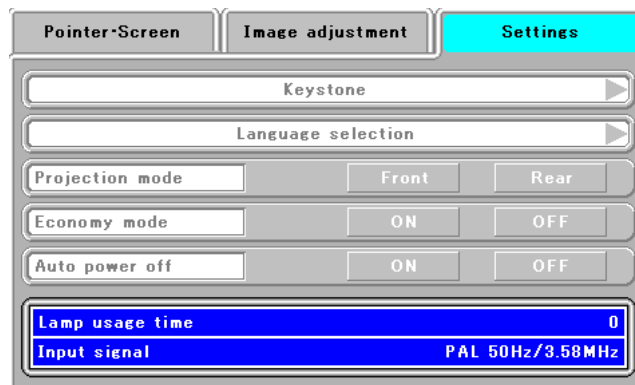 Pointer·Screen
Image adjustment
Settings
Keystone
Language selection
Projection mode Front Rear
Economy mode ON OFF
Auto power off ON OFF
Lamp usage time 0
Input signal PAL 50Hz/3.58MHz